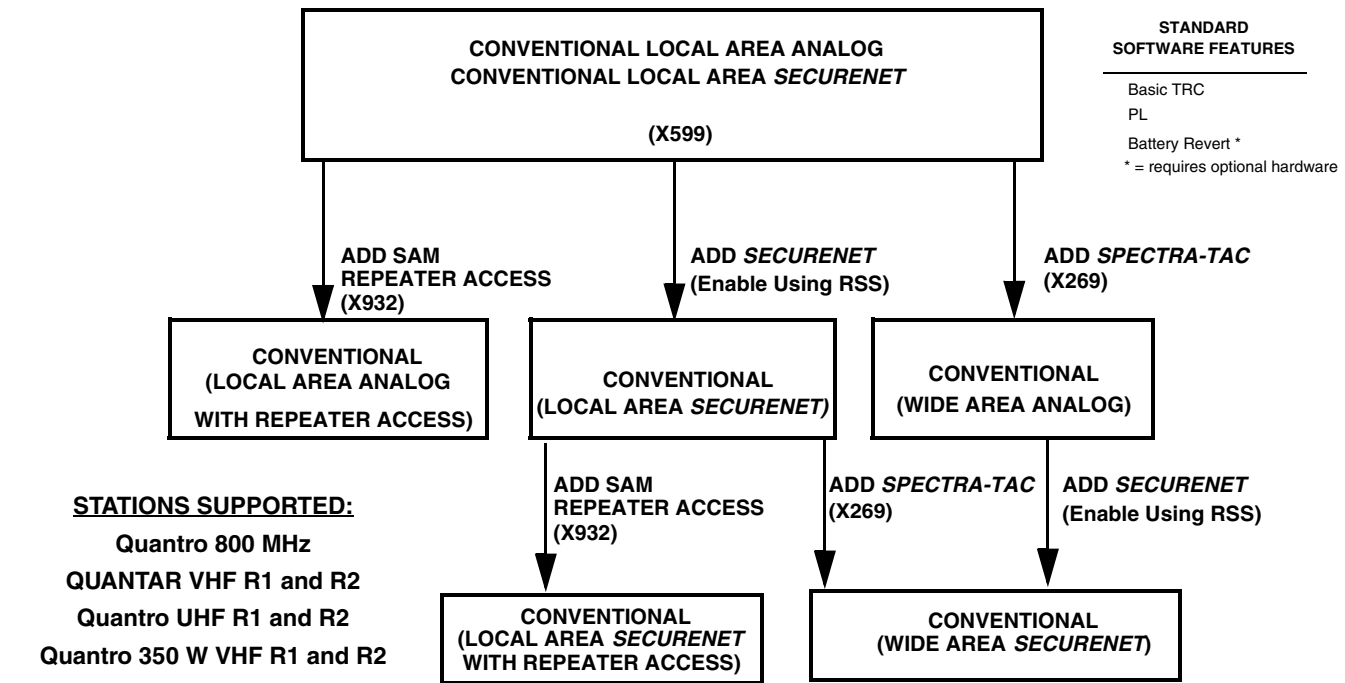 CONVENTIONAL LOCAL AREA ANALOG
CONVENTIONAL LOCAL AREA SECURENET
(X599)
STANDARD
SOFTWARE FEATURES
Basic TRC
PL
Battery Revert *
* = requires optional hardware
ADD SAM
REPEATER ACCESS
(X932)
ADD SECURENET
(Enable Using RSS)
ADD SPECTRA-TAC
(X269)
CONVENTIONAL
(LOCAL AREA ANALOG
WITH REPEATER ACCESS)
CONVENTIONAL
(LOCAL AREA SECURENET)
CONVENTIONAL
(WIDE AREA ANALOG)
ADD SAM
REPEATER ACCESS
(X932)
ADD SPECTRA-TAC
(X269)
ADD SECURENET
(Enable Using RSS)
STATIONS SUPPORTED:
Quantro 800 MHz
QUANTAR VHF R1 and R2
Quantro UHF R1 and R2
Quantro 350 W VHF R1 and R2
CONVENTIONAL
(LOCAL AREA SECURENET
WITH REPEATER ACCESS)
CONVENTIONAL
(WIDE AREA SECURENET)